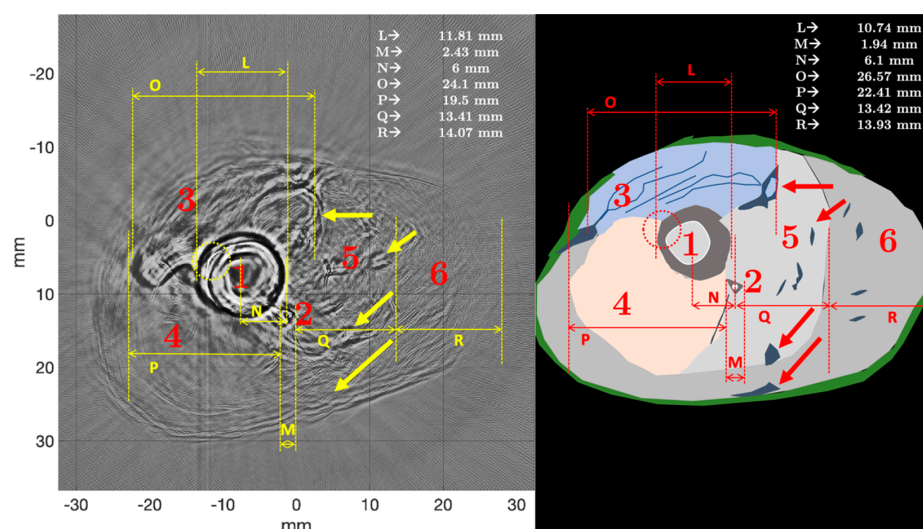 L→ 11.81 mm
M→ 2.43 mm
N→ 6 mm
O→ 24.1 mm
P→ 19.5 mm
Q→ 13.41 mm
R→ 14.07 mm
L
O
3
1
5
6
2
4
N
Q
R
P
M
-20
-10
0
10
20
30
mm
-30 -20 -10 0 10 20 30
mm
L→ 10.74 mm
M→ 1.94 mm
N→ 6.1 mm
O→ 26.57 mm
P→ 22.41 mm
Q→ 13.42 mm
R→ 13.93 mm
L
O
3
1
5
6
2
4
N
Q
R
P
M